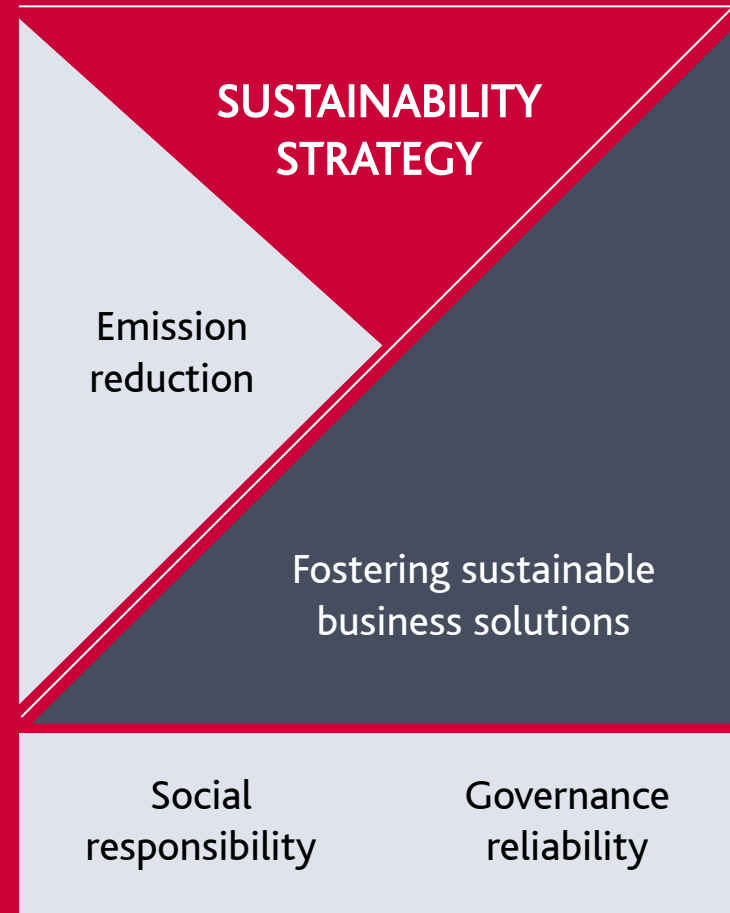 SUSTAINABILITY
STRATEGY
Emission
reduction
Fostering sustainable
business solutions
Social
responsibility
Governance
reliability